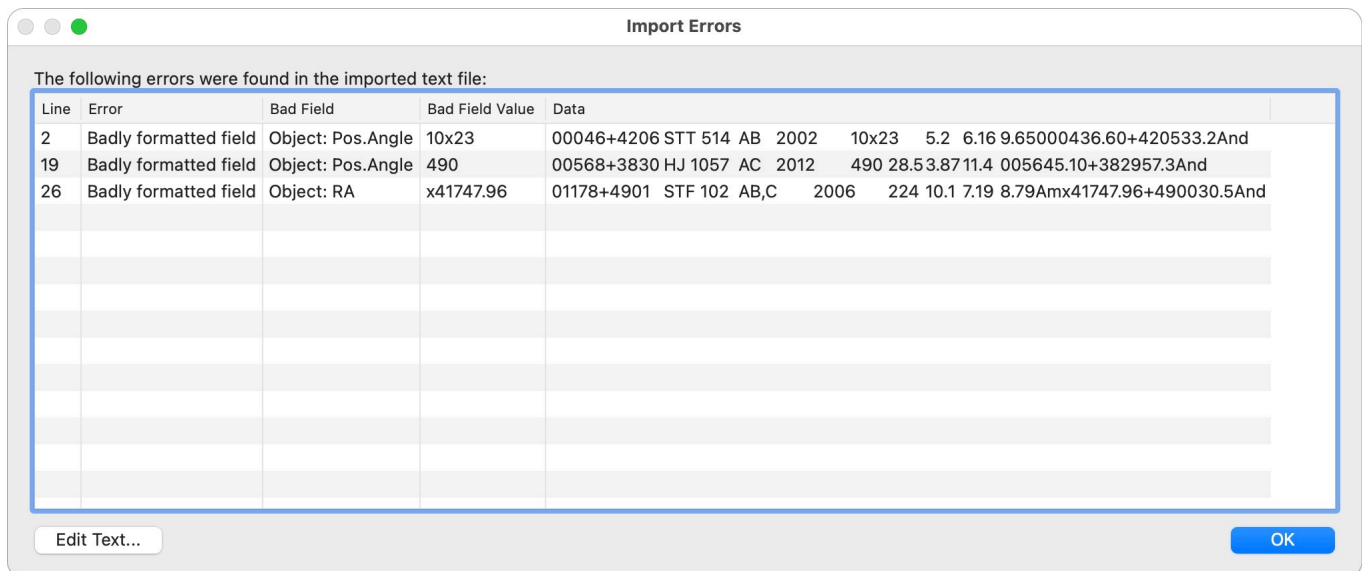 Import Errors
The following errors were found in the imported text file:
Line Error Bad Field Bad Field Value Data
2 Badly formatted field Object: Pos.Angle 10x23 00046+4206 STT 514 AB 2002 10x23 5.2 6.16 9.65000436.60+420533.2And
19 Badly formatted field Object: Pos.Angle 490 00568+3830 HJ 1057 AC 2012 490 28.53.8711.4 005645.10+382957.3And
26 Badly formatted field Object: RA x41747.96 01178+4901 STF 102 AB,C 2006 224 10.1 7.19 8.79Amx41747.96+490030.5And
Edit Text... OK